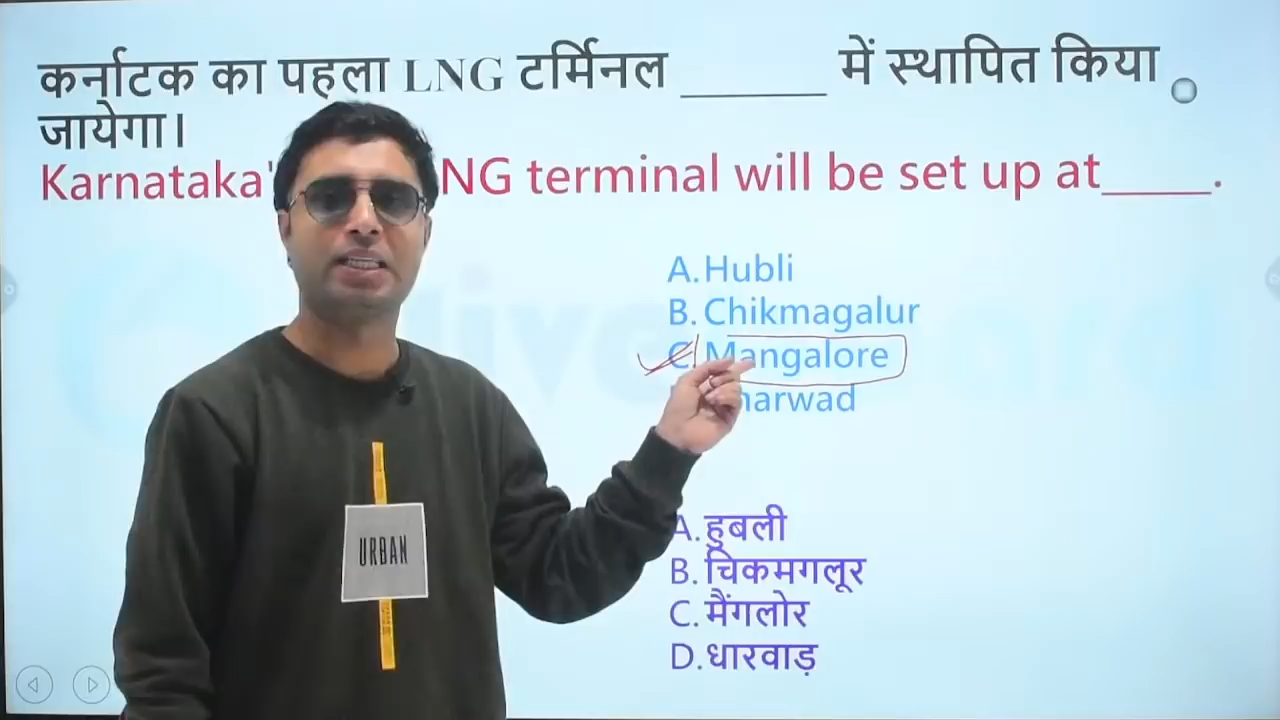 कर्नाटक का पहला LNG टर्मिनल ______ में स्थापित किया
जायेगा।
Karnataka' NG terminal will be set up at_____.
A. Hubli
B. Chikmagalur
C. Mangalore
harwad
URBAN
A. हुबली
B. चिकमगलूर
C. मैंगलोर
D. धारवाड़